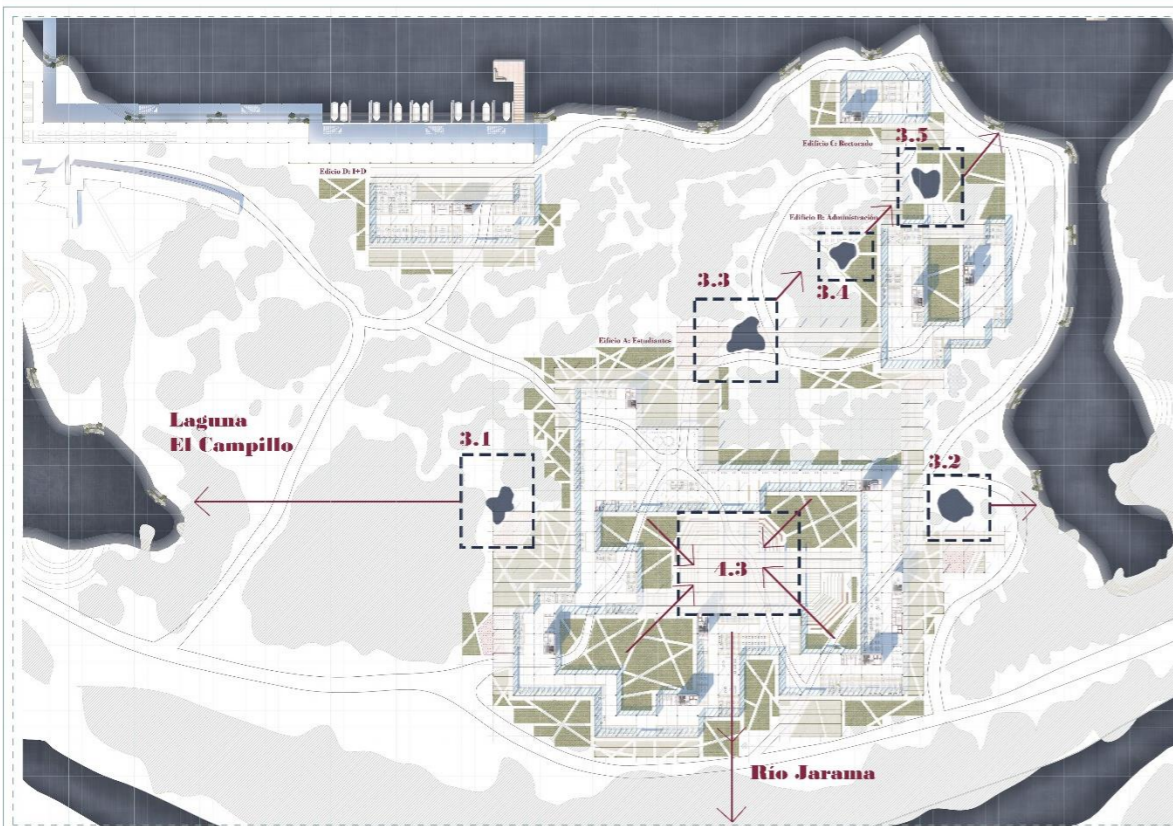 3.5
Edificio C: Rectorado
Edicio D: I+D
Edificio B: Administración
3.3
3.4
Eificio A: Estudiantes
Laguna
El Campillo
3.1
3.2
4.3
Río Jarama